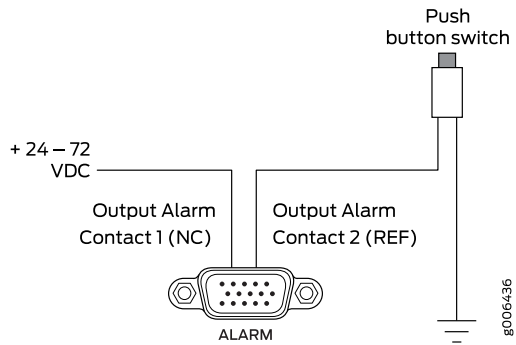 Push
button switch
+ 24 – 72
VDC
Output Alarm
Contact 1 (NC)
Output Alarm
Contact 2 (REF)
ALARM
g006436